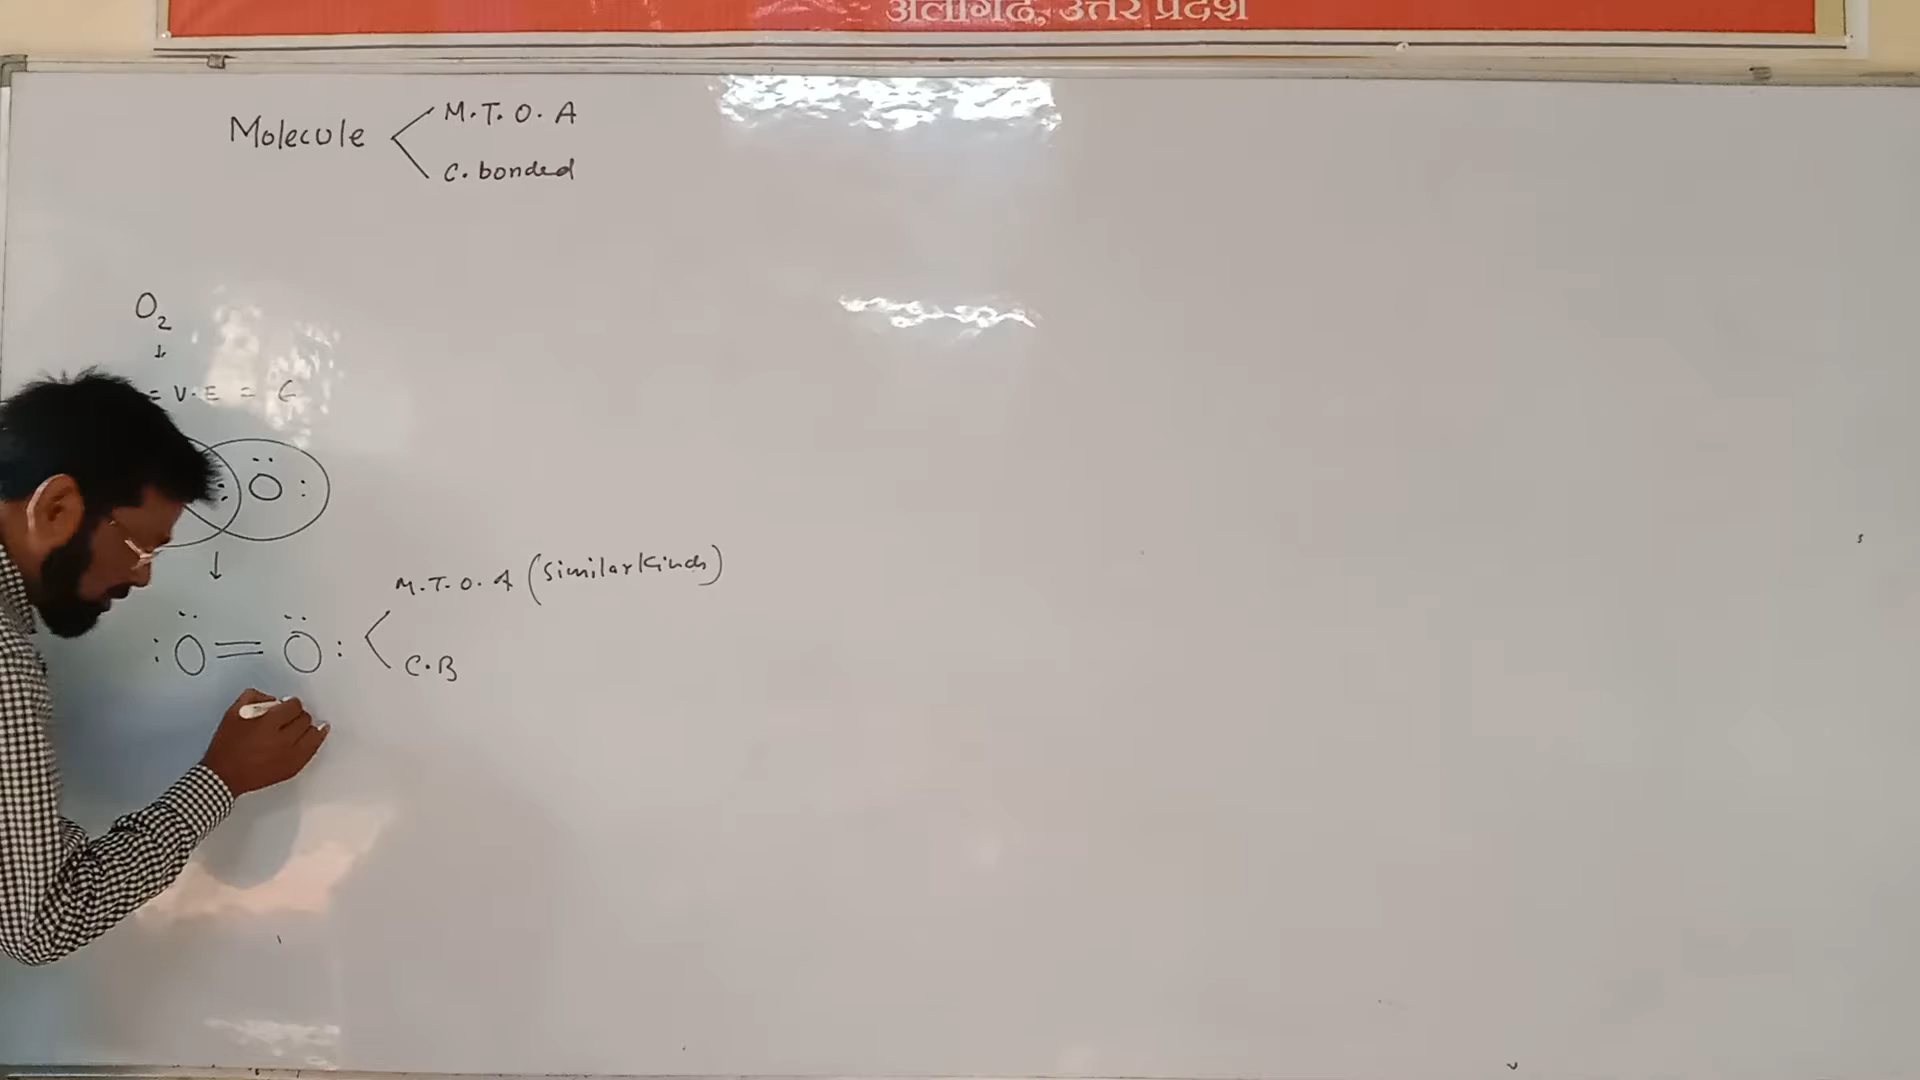 अलीगढ़, उत्तर प्रदेश
Molecule
M.T.O.A
C. bonded
O₂
↓
= V.E = 6
:Ö:
↓
M.T.O.A (Similar Kinds)
:Ö=Ö:
C.B